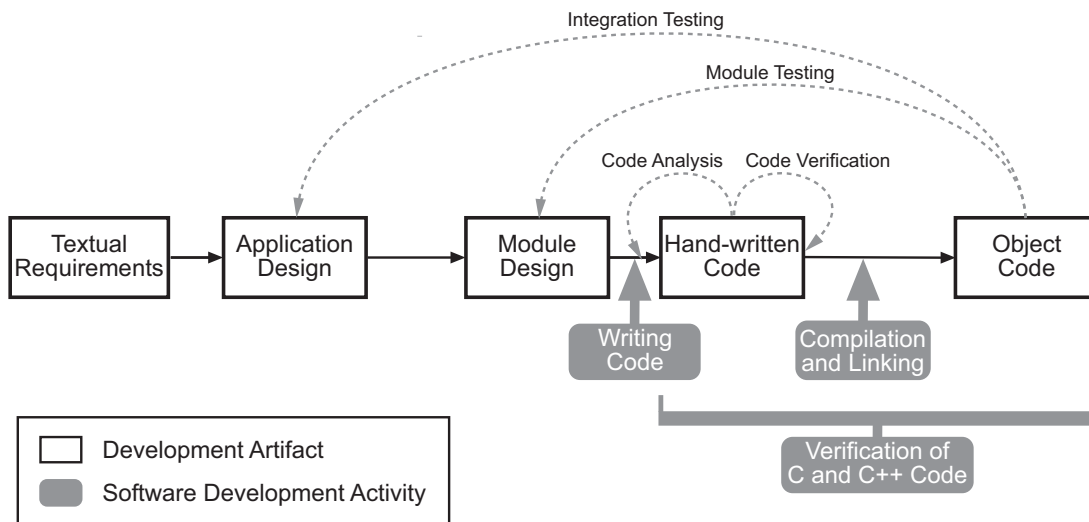 Integration Testing
Module Testing
Code Analysis
Code Verification
Textual
Requirements
Application
Design
Module
Design
Hand-written
Code
Object
Code
Writing
Code
Compilation
and Linking
Verification of
C and C++ Code
Development Artifact
Software Development Activity